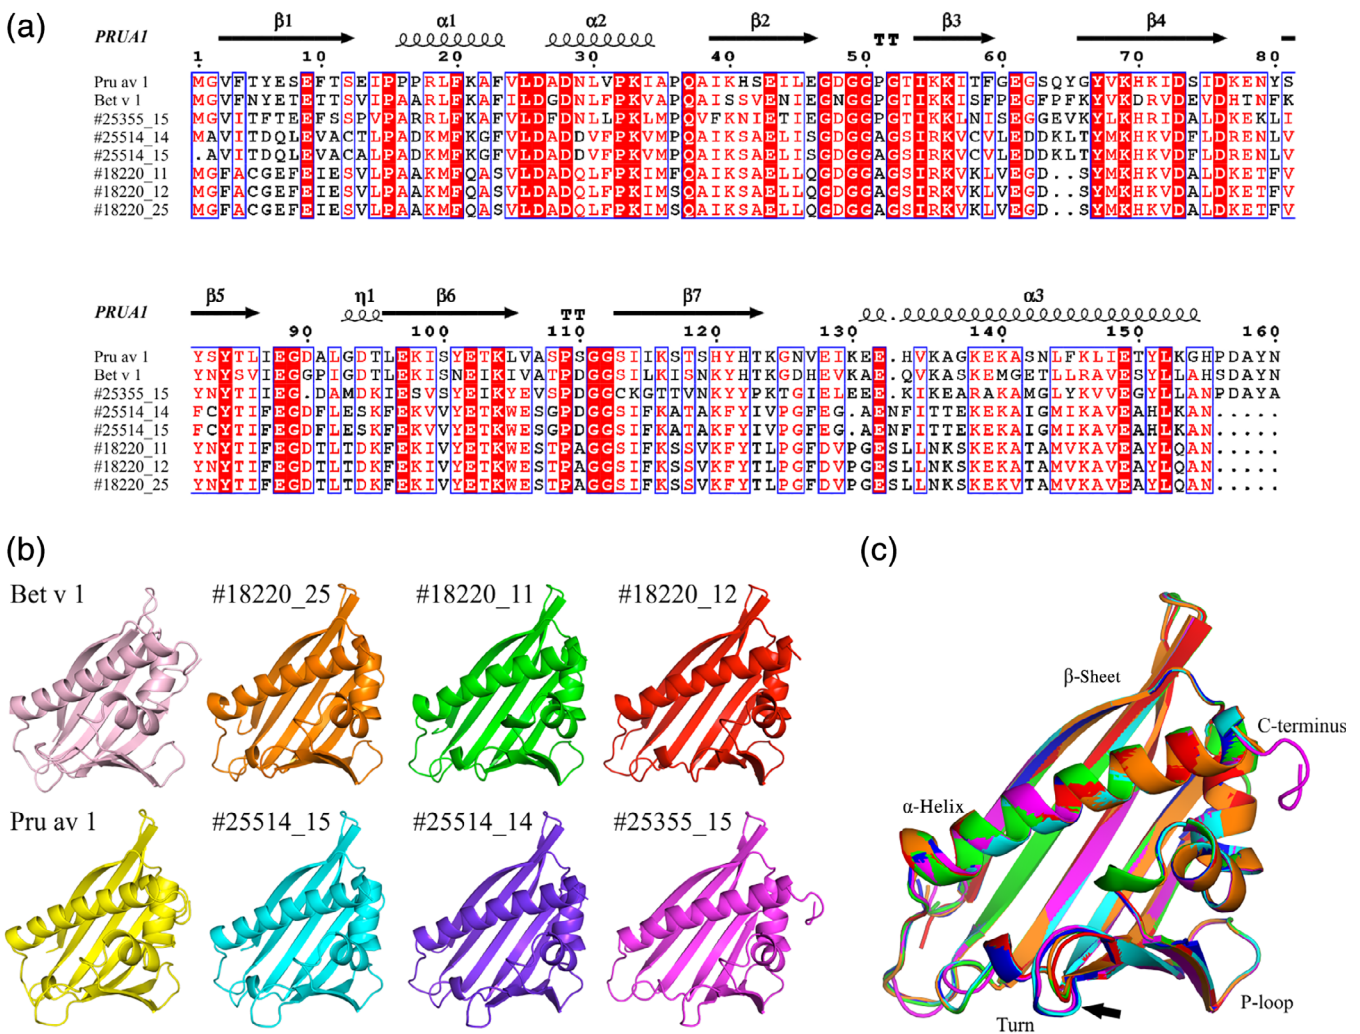 (a)
β1 α1 α2 β2 TT β3 β4
PRUA1
1 10 20 30 40 50 60 70 80
Pru av 1 MGVFTYESEFTSEIPPPRLFKAFVLDADNLVPKIAPQAIKHSEILEGDGGPGTIKKITFGEGSQYGYVKHKIDSIDKENYS
Bet v 1 MGVFNYETETTSVIPAARLFKAFILDGDNLFPKVAPQAISSVENIEGNGGPGTIKKISFPEGFPFKYVKDRVDEVDHTNFK
#25355_15 MGVITFTEEFSSPVPARRLFKAFVLDFDNLLPKLMPQVFKNIETIEGDGGPGTIKKLNISEGGEVKYLKHRIDALDKEKLI
#25514_14 MAVITDQLEVACTLPADKMFKGFVLDADDVFPKVMPQAIKSAELISGDGGAGSIRKVCVLEDDKLTYMKHKVDFLDRENLV
#25514_15 .AVITDQLEVACALPADKMFKGFVLDADDVFPKVMPQAIKSAELISGDGGAGSIRKVCVLEDDKLTYMKHKVDFLDRENLV
#18220_11 MGFACGEFEIESVLPAAKMFQASVLDADQLFPKIMSQAIKSAELLQGDGGAGSIRKVKLVEGD..SYMKHKVDALDKETFV
#18220_12 MGFACGEFEIESVLPAAKMFQASVLDADQLFPKIMSQAIKSAELLQGDGGAGSIRKVKLVEGD..SYMKHKVDALDKETFV
#18220_25 MGFACGEFEIESVLPAAKMFQASVLDADQLFPKIMSQAIKSAELLQGDGGAGSIRKVKLVEGD..SYMKHKVDALDKETFV
β5 η1 β6 TT β7 α3
PRUA1
90 100 110 120 130 140 150 160
Pru av 1 YSYTLIEGDALGDTLEKISYETKLVASPSGGSIIKSTSHYHTKGNVEIKEE.HVKAGKEKASNLFKLIETYLKGHPDAYN
Bet v 1 YNYSVIEGGPIGDTLEKISNEIKIVATPDGGSILKISNKYHTKGDHEVKAE.QVKASKEMGETLLRAVESYLLAHSDAYN
#25355_15 YNYTIIEG.DAMDKIESVSYEIKYEVSPDGGCKGTTVNKYYPKTGIELEEE.KIKEARAKAMGLYKVVEGYLLANPDAYA
#25514_14 FCYTIFEGDFLESKFEKVVYETKWESGPDGGSIFKATAKFYIVPGFEG.AENFITTEKEKAIGMIKAVEAHLKAN.....
#25514_15 FCYTIFEGDFLESKFEKVVYETKWESGPDGGSIFKATAKFYIVPGFEG.AENFITTEKEKAIGMIKAVEAHLKAN.....
#18220_11 YNYTIFEGDTLTDKFEKIVYETKWESTPAGGSIFKSSVKFYTLPGFDVPGESLLNKSKEKATAMVKAVEAYLQAN.....
#18220_12 YNYTIFEGDTLTDKFEKIVYETKWESTPAGGSIFKSSVKFYTLPGFDVPGESLLNKSKEKATAMVKAVEAYLQAN.....
#18220_25 YNYTIFEGDTLTDKFEKIVYETKWESTPAGGSIFKSSVKFYTLPGFDVPGESLLNKSKEKVTAMVKAVEAYLQAN.....
(b)
Bet v 1 #18220_25 #18220_11 #18220_12
Pru av 1 #25514_15 #25514_14 #25355_15
(c)
β-Sheet
C-terminus
α-Helix
P-loop
Turn